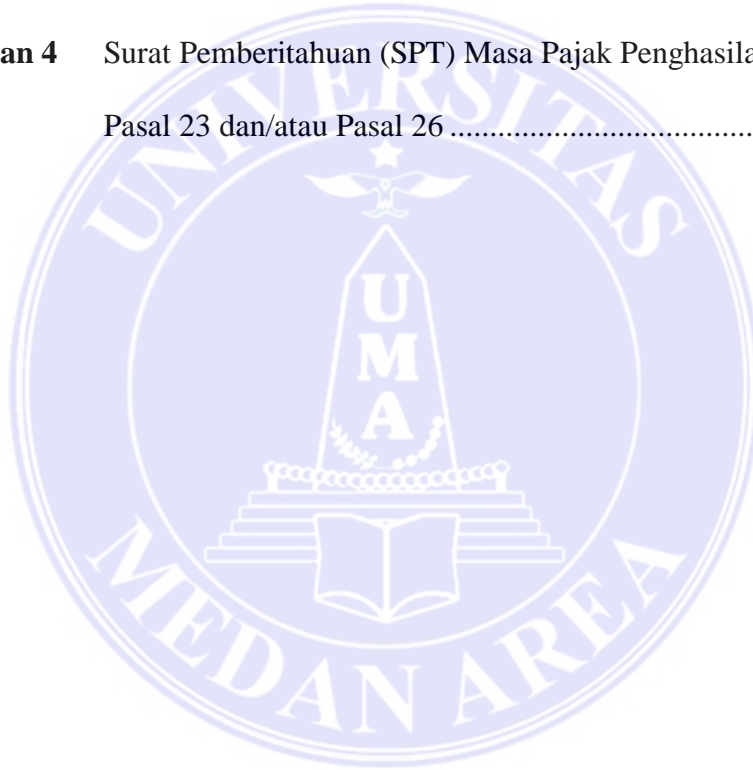 an 4 Surat Pemberitahuan (SPT) Masa Pajak Penghasila
Pasal 23 dan/atau Pasal 26 ......................................
UNIVERSITAS
UMA
MEDAN AREA